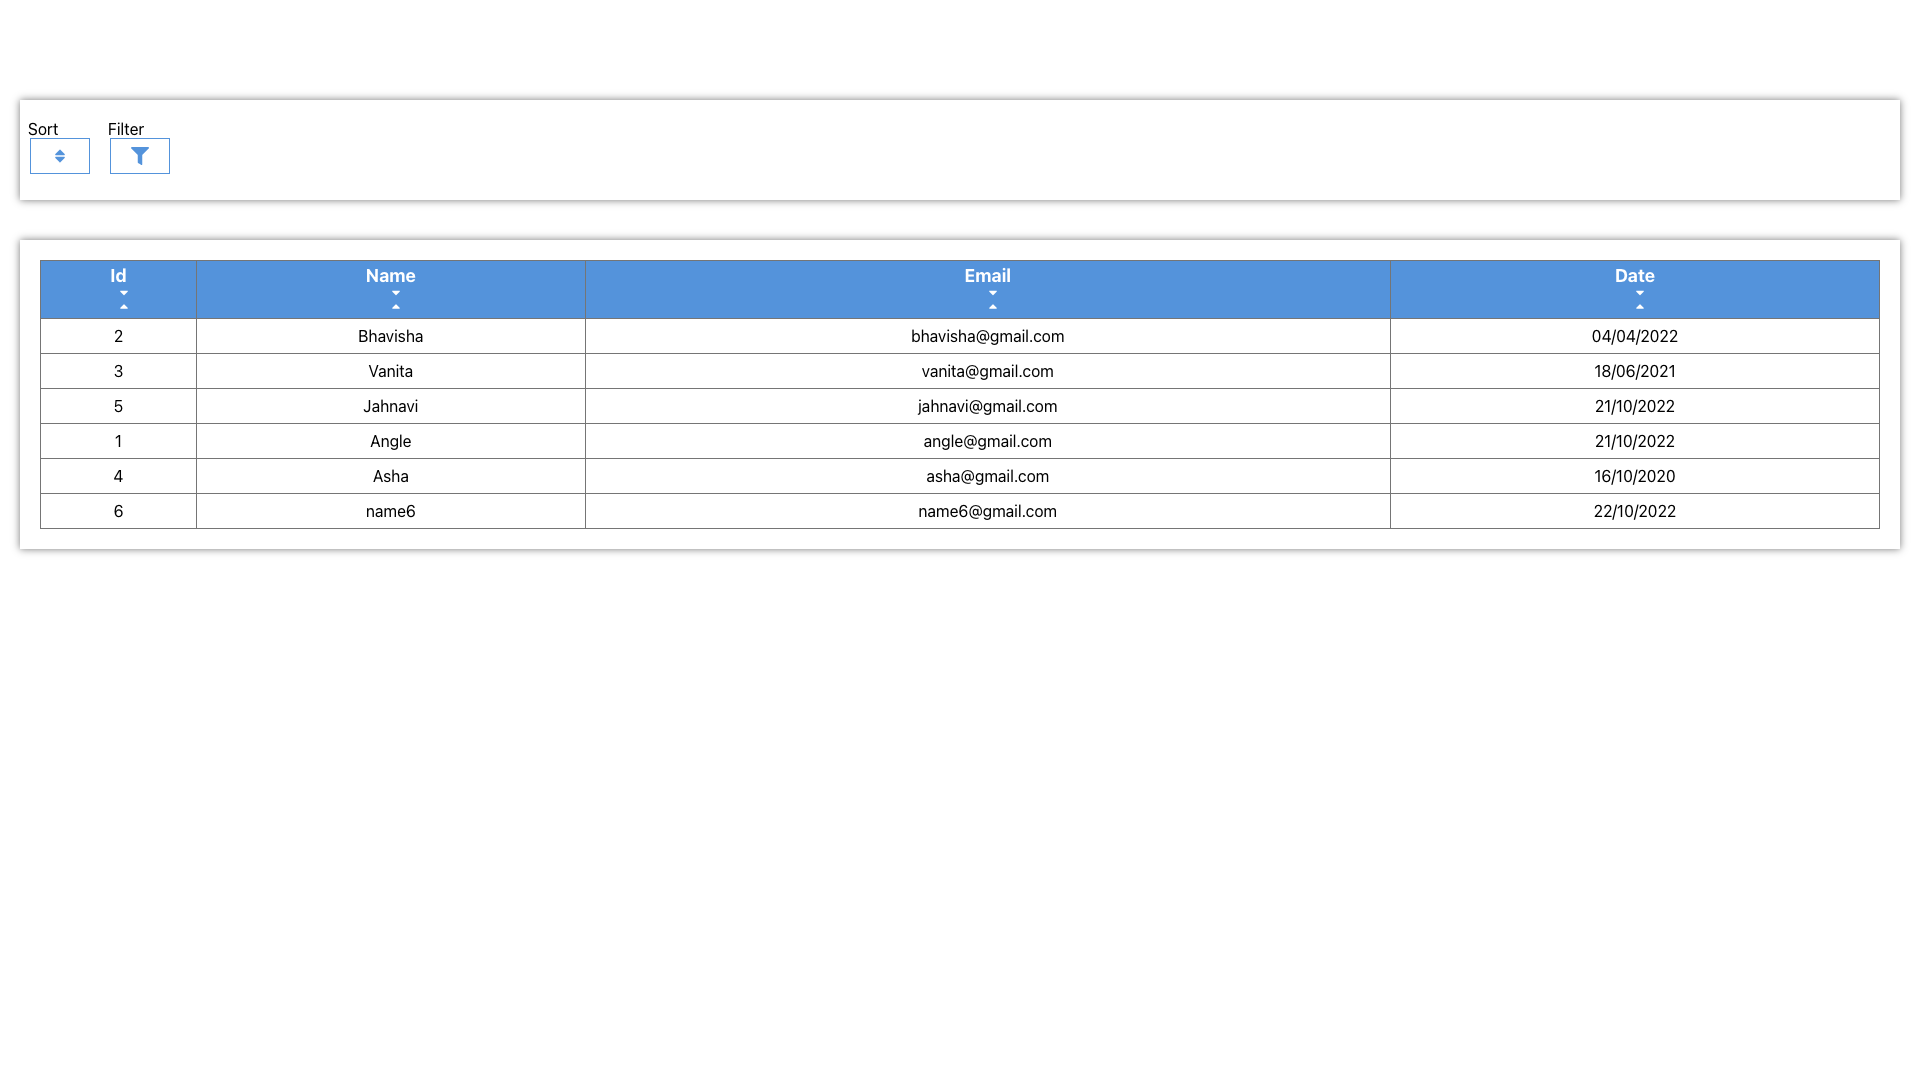 Sort Filter
Id Name Email Date
2 Bhavisha bhavisha@gmail.com 04/04/2022
3 Vanita vanita@gmail.com 18/06/2021
5 Jahnavi jahnavi@gmail.com 21/10/2022
1 Angle angle@gmail.com 21/10/2022
4 Asha asha@gmail.com 16/10/2020
6 name6 name6@gmail.com 22/10/2022